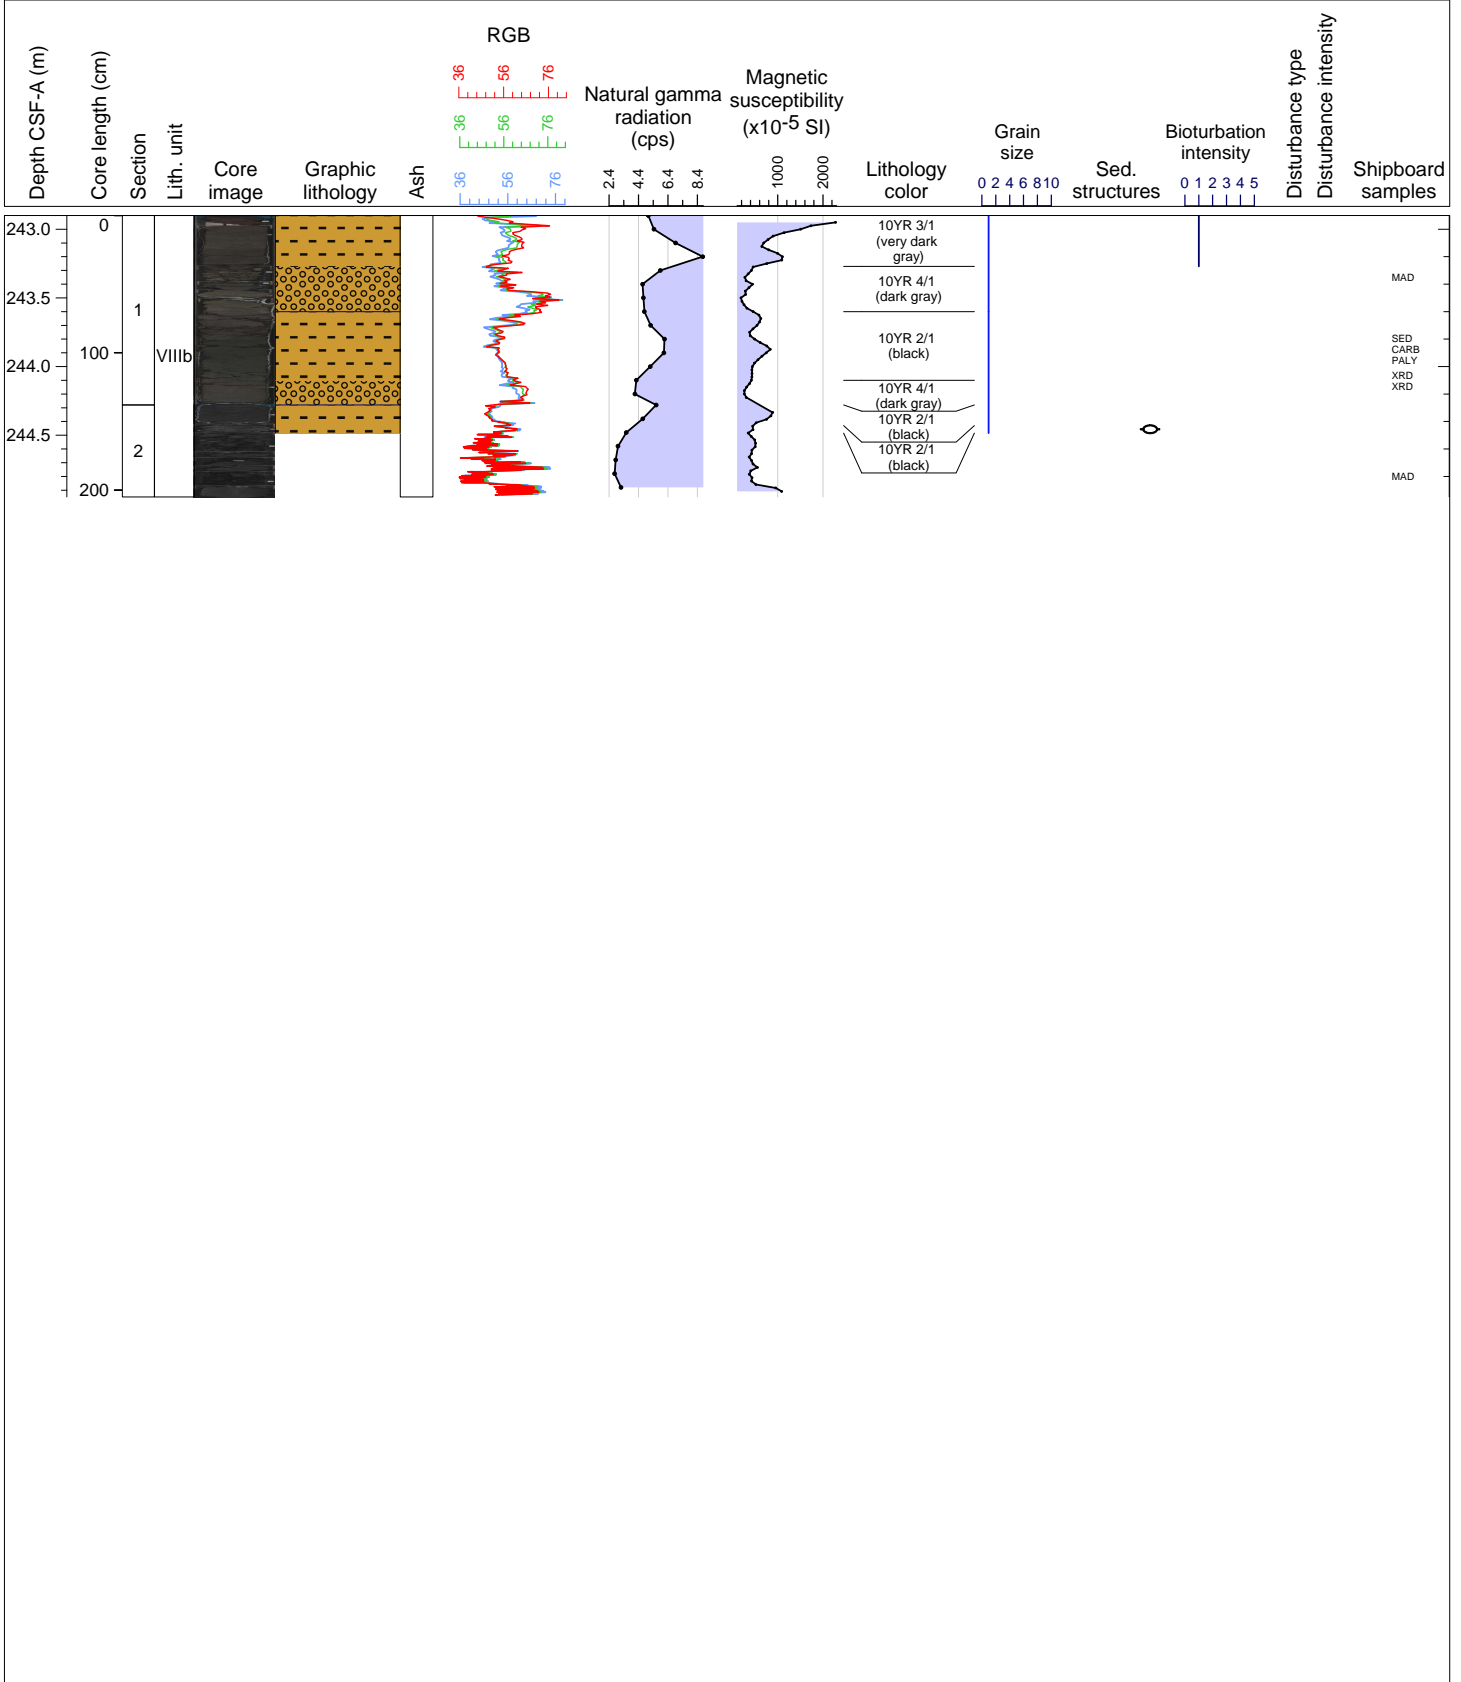 Depth CSF-A (m)
Core length (cm)
Section
Lith. unit
Core
image
Graphic
lithology
Ash
RGB
36 56 76
36 56 76
36 56 76
Natural gamma
radiation
(cps)
2.4 4.4 6.4 8.4
Magnetic
susceptibility
(x10-5 SI)
1000 2000
Lithology
color
Grain
size
0 2 4 6 8 10
Sed.
structures
Bioturbation
intensity
0 1 2 3 4 5
Disturbance type
Disturbance intensity
Shipboard
samples
243.0
243.5
244.0
244.5
0
100
200
1
2
VIIIb
10YR 3/1
(very dark
gray)
10YR 4/1
(dark gray)
10YR 2/1
(black)
10YR 4/1
(dark gray)
10YR 2/1
(black)
10YR 2/1
(black)
MAD
SED
CARB
PALY
XRD
XRD
MAD